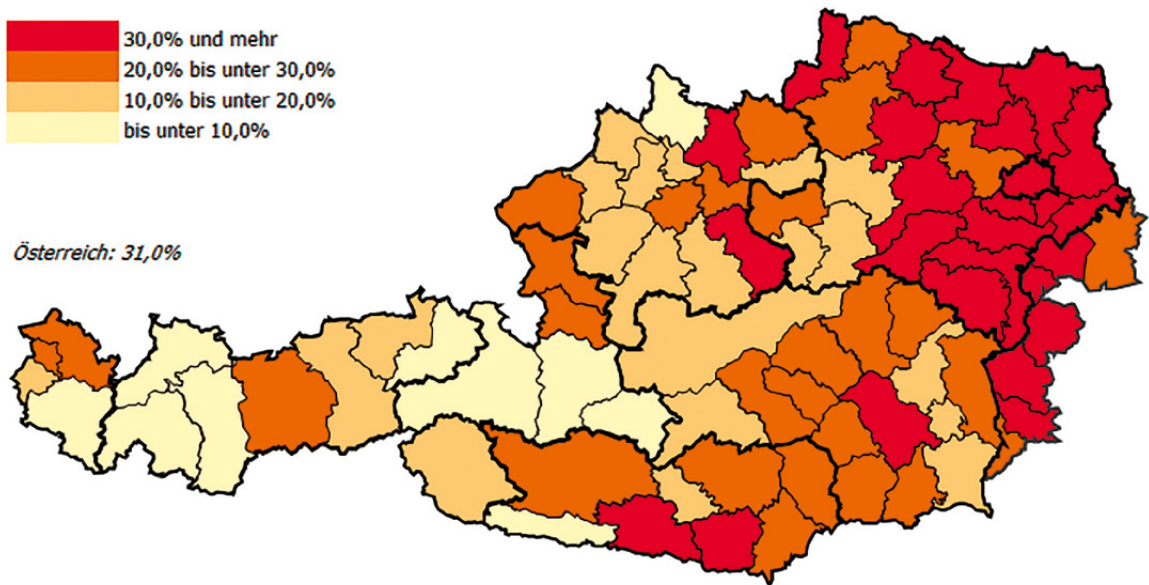 30,0% und mehr
20,0% bis unter 30,0%
10,0% bis unter 20,0%
bis unter 10,0%
Österreich: 31,0%